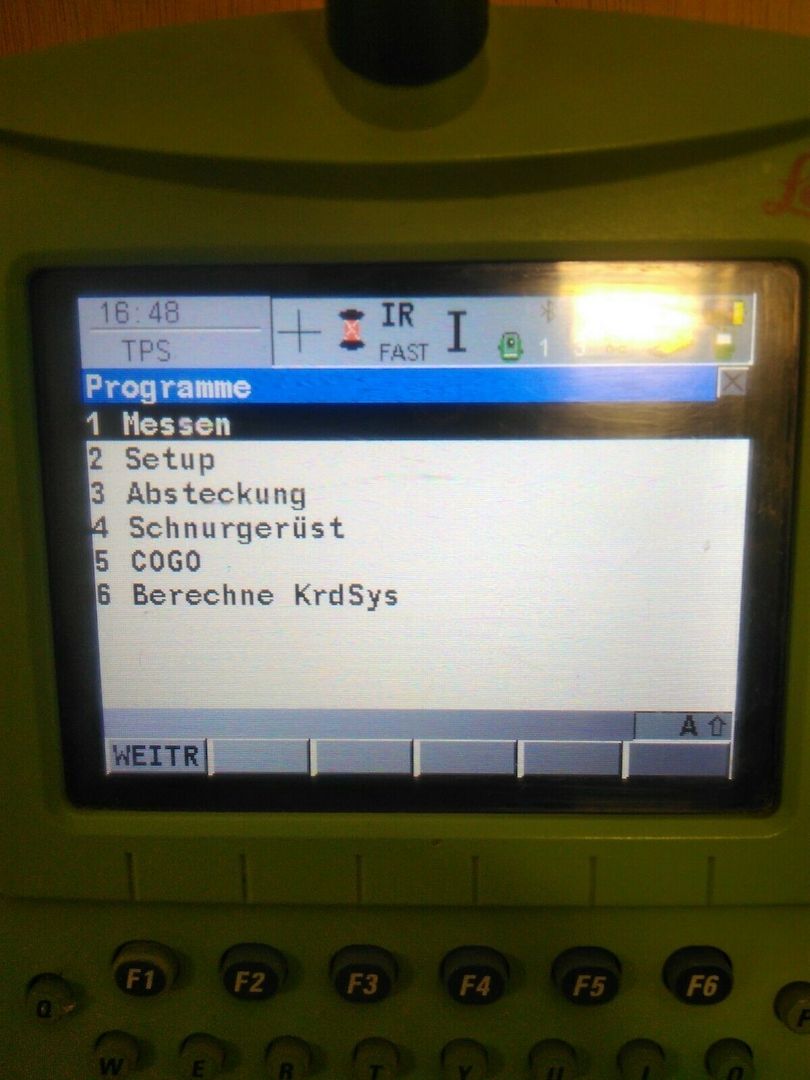 16:48
IR
TPS
FAST
1
Programme
1 Messen
2 Setup
3 Absteckung
4 Schnurgerüst
5 COGO
6 Berechne KrdSys
A
WEITR
F1 F2 F3 F4 F5 F6
Q
W E R T Y U I O